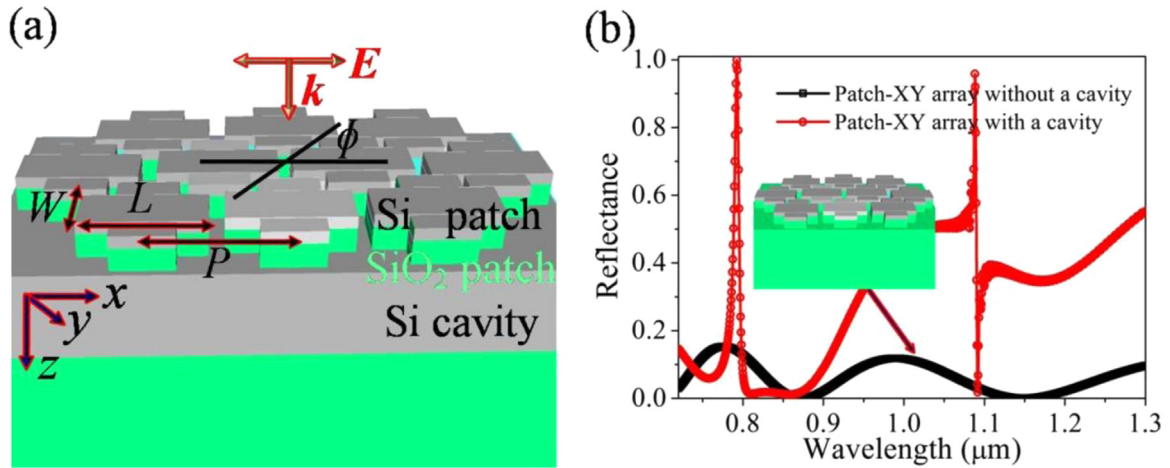 (a)
E
k
ϕ
W
L
Si patch
P
SiO₂ patch
x
Si cavity
y
z
(b)
1.0
Patch-XY array without a cavity
Patch-XY array with a cavity
0.8
0.6
0.4
0.2
0.0
Reflectance
0.8 0.9 1.0 1.1 1.2 1.3
Wavelength (μm)